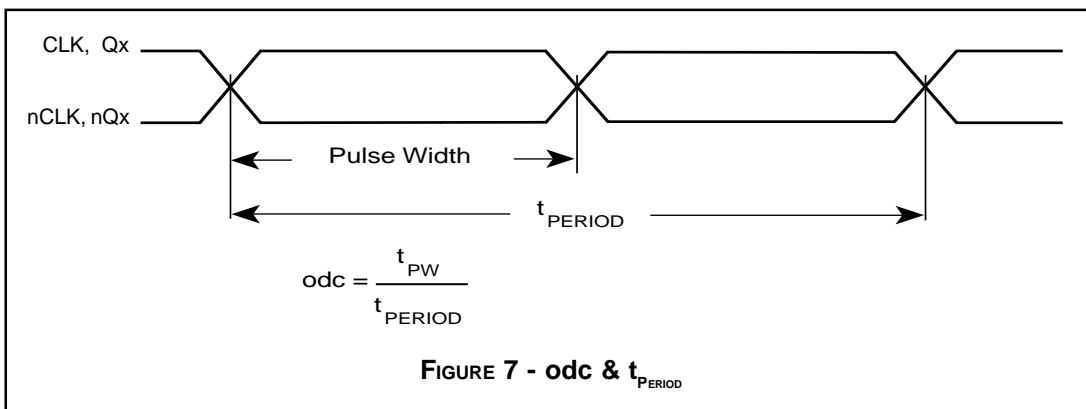 CLK, Qx
nCLK, nQx
Pulse Width
tPERIOD
odc = tPW
tPERIOD
FIGURE 7 - odc & tPERIOD